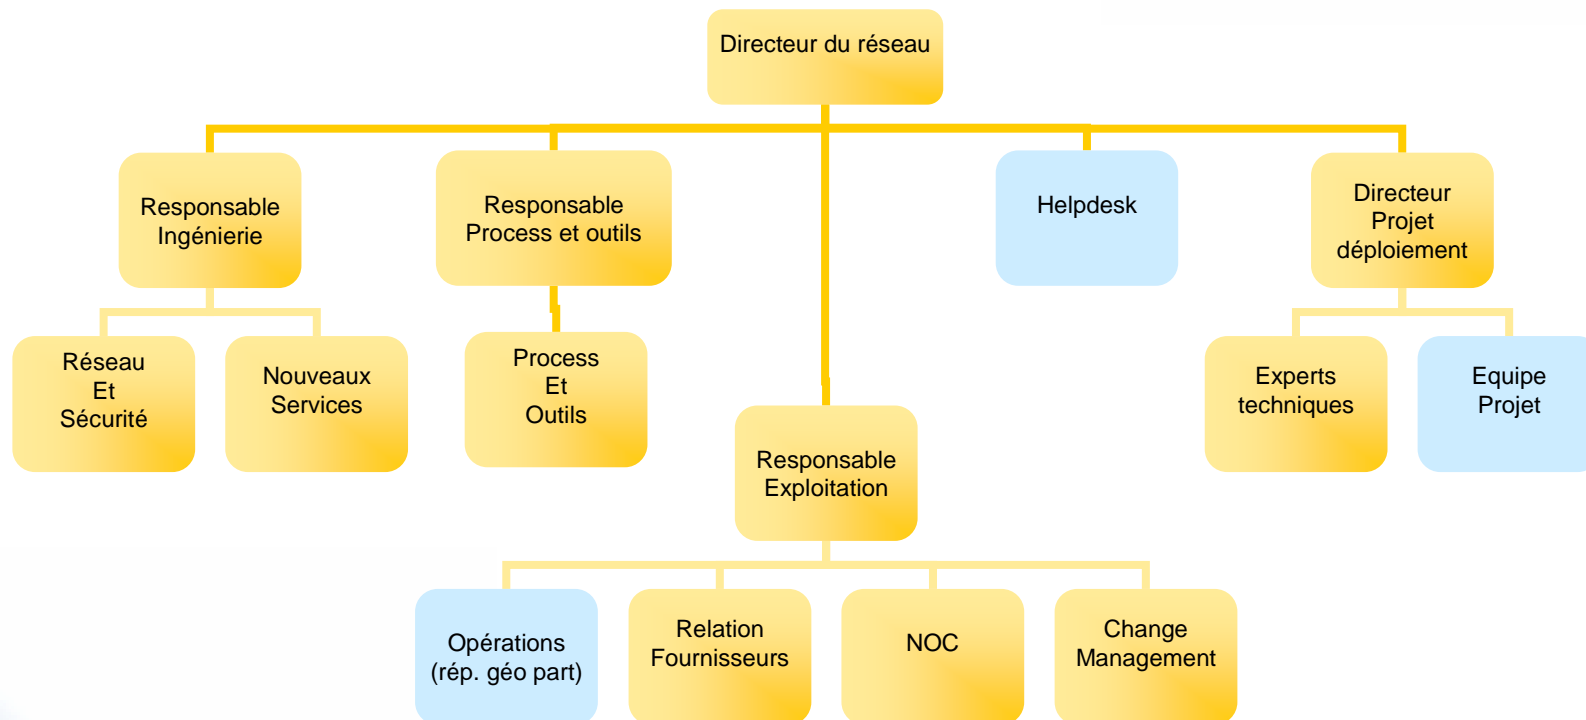 Directeur du réseau
Responsable
Ingénierie
Responsable
Process et outils
Helpdesk
Directeur
Projet
déploiement
Réseau
Et
Sécurité
Nouveaux
Services
Process
Et
Outils
Experts
techniques
Equipe
Projet
Responsable
Exploitation
Opérations
(rép. géo part)
Relation
Fournisseurs
NOC
Change
Management